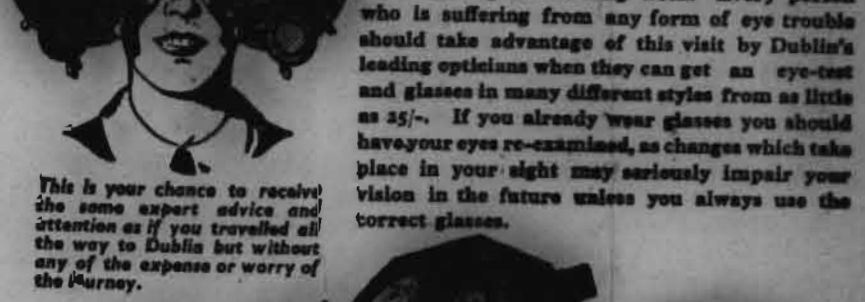 who is suffering from any form of eye trouble
should take advantage of this visit by Dublin's
leading opticians when they can get an eye-test
and glasses in many different styles from as little
as 25/-. If you already wear glasses you should
have your eyes re-examined, as changes which take
place in your sight may seriously impair your
vision in the future unless you always use the
correct glasses.
This is your chance to receive
the same expert advice and
attention as if you travelled all
the way to Dublin but without
any of the expense or worry of
the journey.